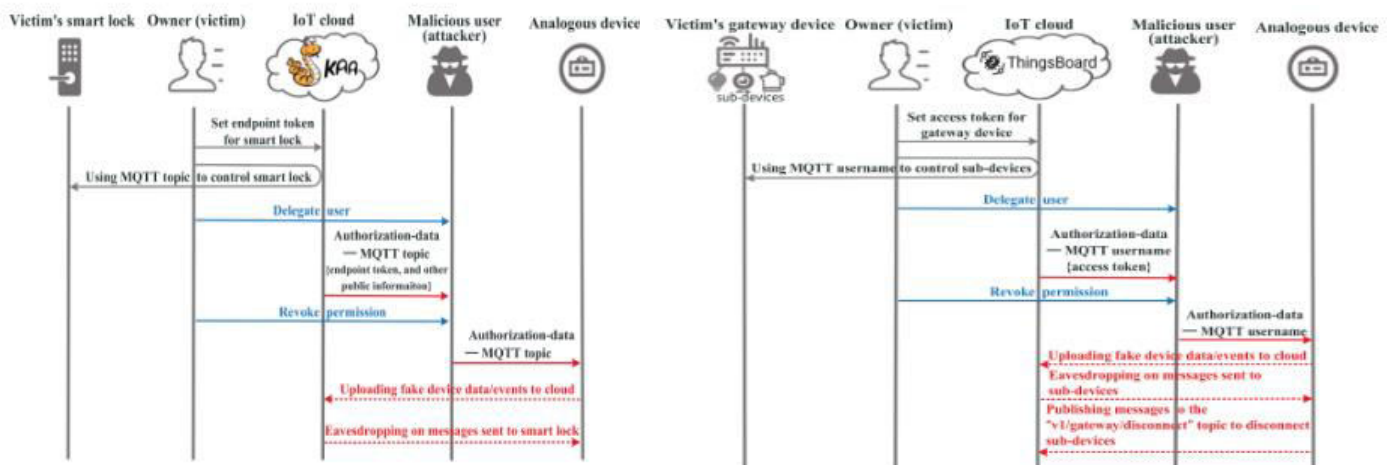 Victim's smart lock
Owner (victim)
IoT cloud
Malicious user
(attacker)
Analogous device
KAA
Set endpoint token
for smart lock
Using MQTT topic to control smart lock
Delegate user
Authorization-data
— MQTT topic
{endpoint token, and other
public informaiton}
Revoke permission
Authorization-data
— MQTT topic
Uploading fake device data/events to cloud
Eavesdropping on messages sent to smart lock
Victim's gateway device
Owner (victim)
IoT cloud
Malicious user
(attacker)
Analogous device
ThingsBoard
sub-devices
Set access token for
gateway device
Using MQTT username to control sub-devices
Delegate user
Authorization-data
— MQTT username
{access token}
Revoke permission
Authorization-data
— MQTT username
Uploading fake device data/events to cloud
Eavesdropping on messages sent to
sub-devices
Publishing messages to the
"v1/gateway/disconnect" topic to disconnect
sub-devices